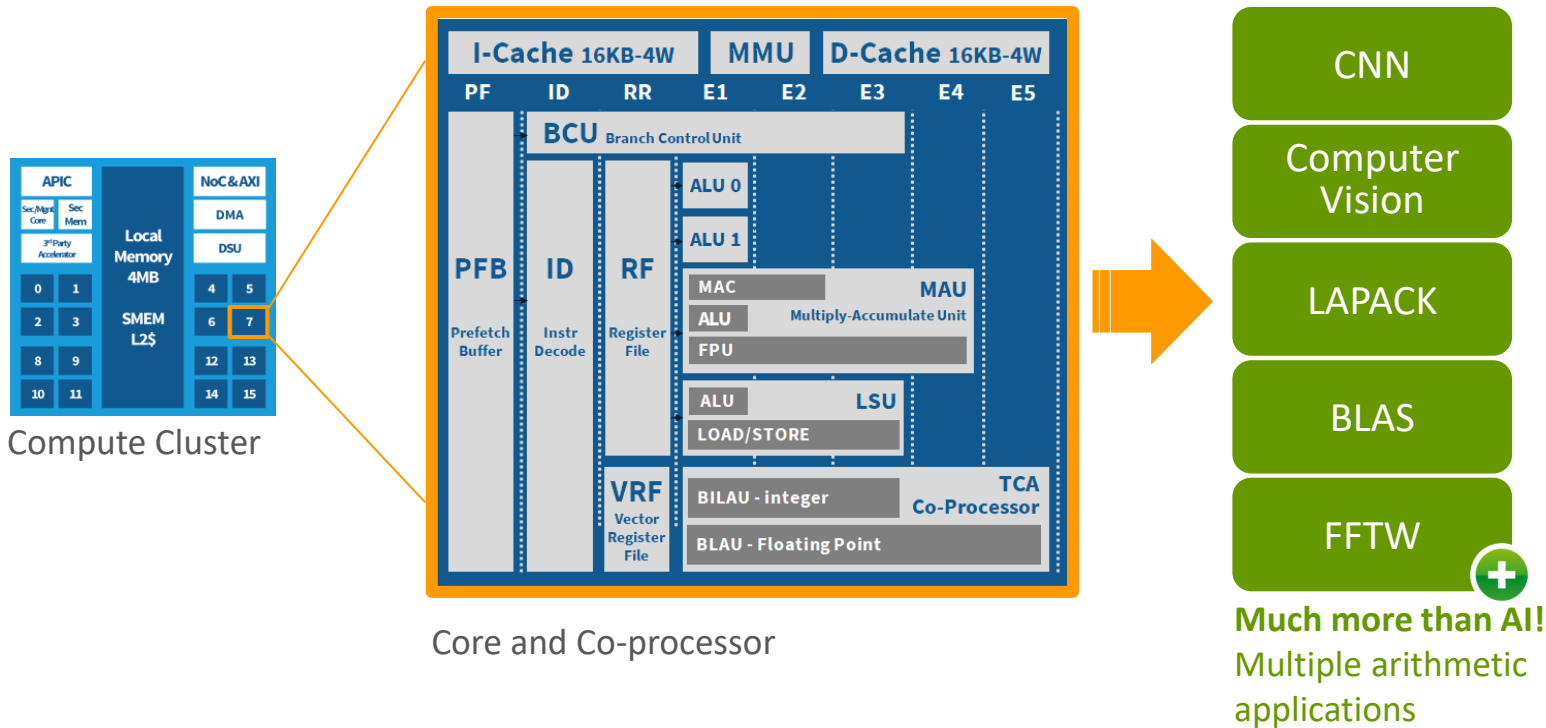 APIC
Sec/Mgnt
Core
Sec
Mem
3rd Party
Accelerator
0 1
2 3
8 9
10 11
Local
Memory
4MB
SMEM
L2$
NoC&AXI
DMA
DSU
4 5
6 7
12 13
14 15
Compute Cluster
I-Cache 16KB-4W
MMU
D-Cache 16KB-4W
PF ID RR E1 E2 E3 E4 E5
BCU Branch Control Unit
PFB
Prefetch
Buffer
ID
Instr
Decode
RF
Register
File
ALU 0
ALU 1
MAC
MAU
ALU
Multiply-Accumulate Unit
FPU
ALU
LSU
LOAD/STORE
VRF
Vector
Register
File
TCA
Co-Processor
BILAU - integer
BLAU - Floating Point
Core and Co-processor
CNN
Computer
Vision
LAPACK
BLAS
FFTW
Much more than AI!
Multiple arithmetic
applications